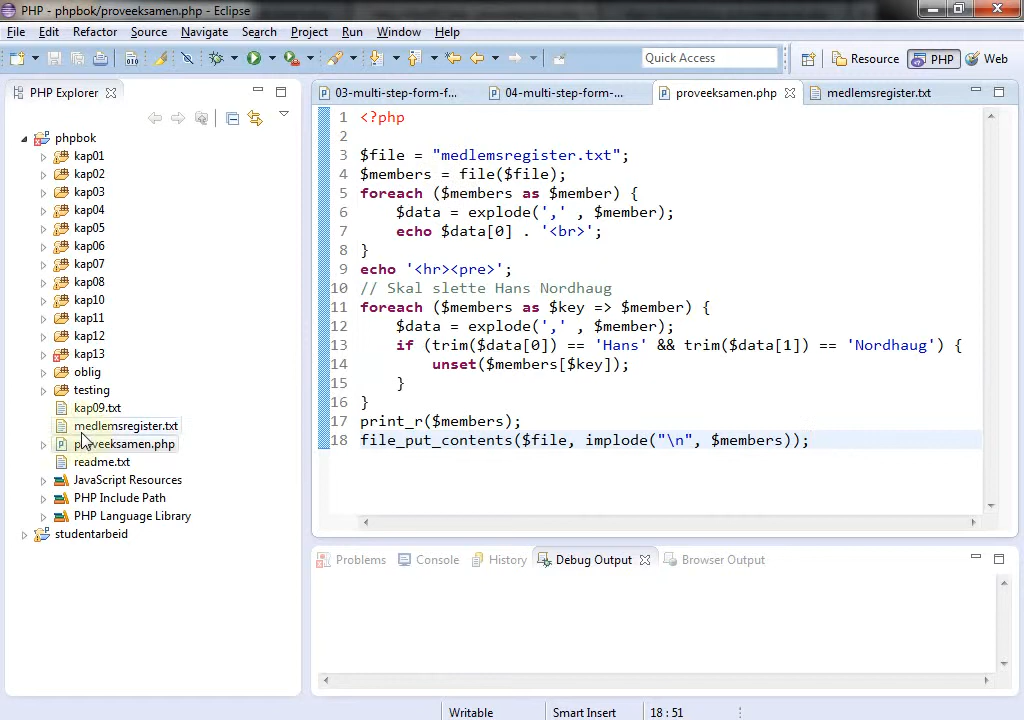 PHP - phpbok/proveeksamen.php - Eclipse
File Edit Refactor Source Navigate Search Project Run Window Help
Quick Access
Resource
PHP
Web
PHP Explorer
03-multi-step-form-f...
04-multi-step-form-...
proveeksamen.php
medlemsregister.txt
phpbok
kap01
kap02
kap03
kap04
kap05
kap06
kap07
kap08
kap10
kap11
kap12
kap13
oblig
testing
kap09.txt
medlemsregister.txt
proveeksamen.php
readme.txt
JavaScript Resources
PHP Include Path
PHP Language Library
studentarbeid
1 <?php
2
3 $file = "medlemsregister.txt";
4 $members = file($file);
5 foreach ($members as $member) {
6 $data = explode(',' , $member);
7 echo $data[0] . '<br>';
8 }
9 echo '<hr><pre>';
10 // Skal slette Hans Nordhaug
11 foreach ($members as $key => $member) {
12 $data = explode(',' , $member);
13 if (trim($data[0]) == 'Hans' && trim($data[1]) == 'Nordhaug') {
14 unset($members[$key]);
15 }
16 }
17 print_r($members);
18 file_put_contents($file, implode("\n", $members));
Problems
Console
History
Debug Output
Browser Output
Writable
Smart Insert
18 : 51